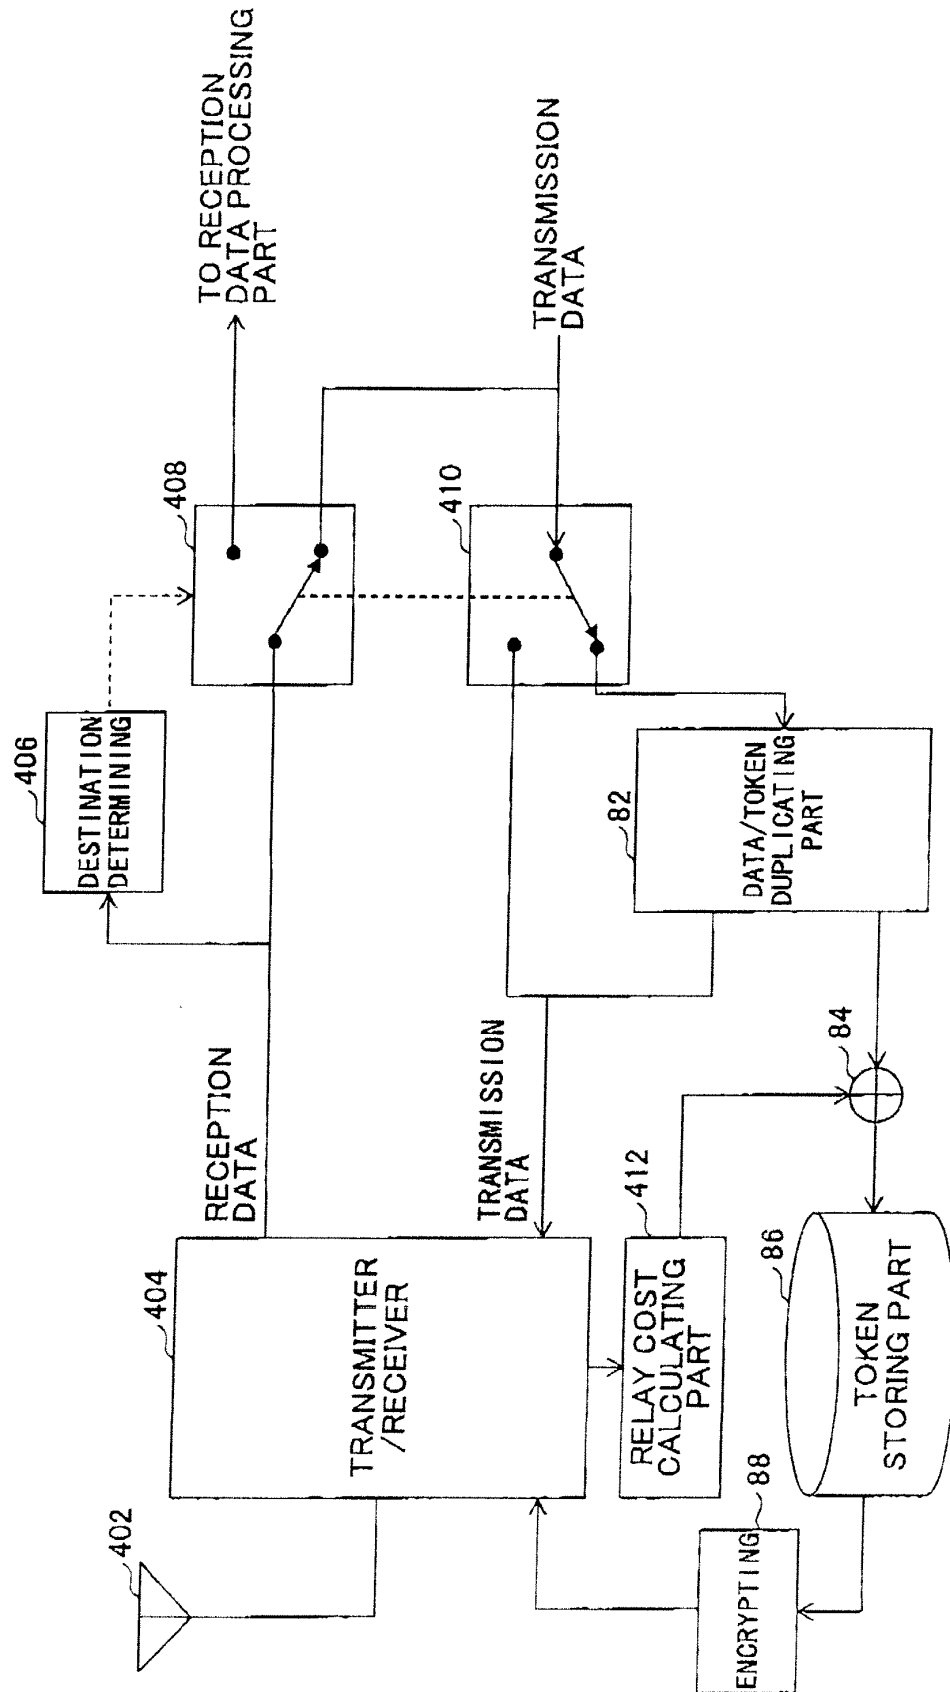 402
404
TRANSMITTER
/RECEIVER
RECEPTION
DATA
406
DESTINATION
DETERMINING
408
TO RECEPTION
DATA PROCESSING
PART
410
TRANSMISSION
DATA
TRANSMISSION
DATA
412
RELAY COST
CALCULATING
PART
82
DATA/TOKEN
DUPLICATING
PART
84
86
TOKEN
STORING PART
88
ENCRYPTING